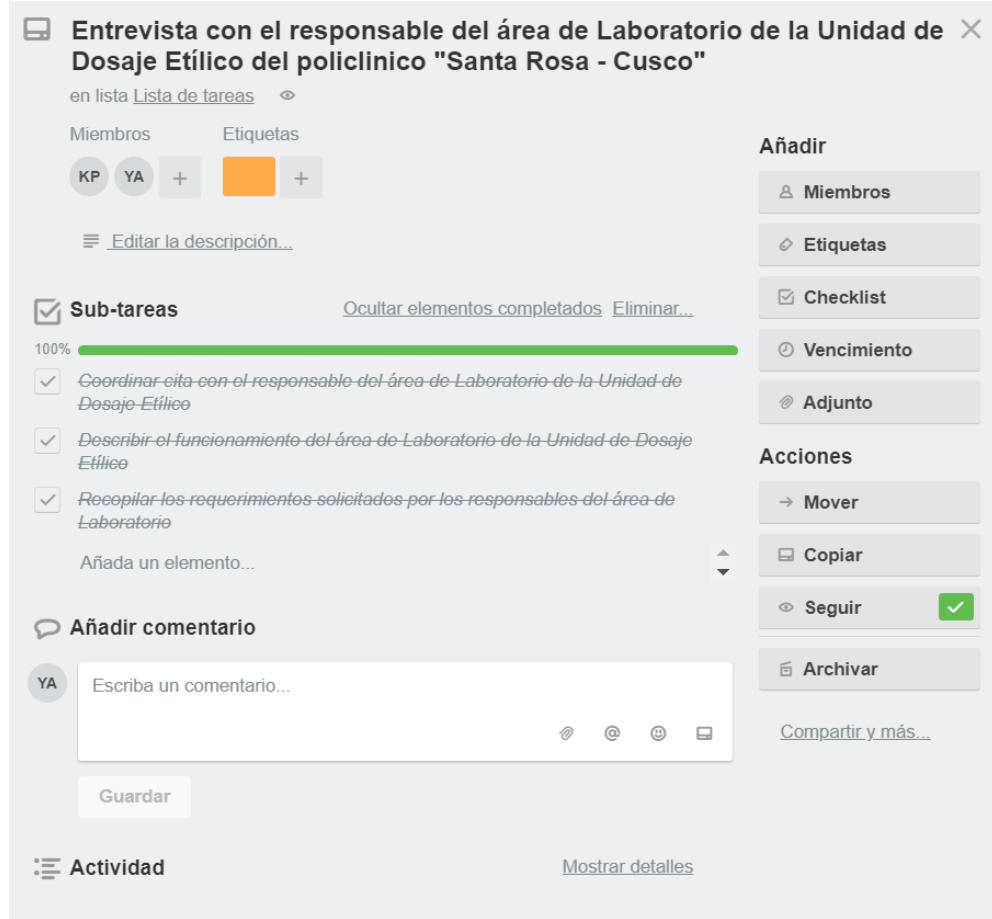 Entrevista con el responsable del área de Laboratorio de la Unidad de
Dosaje Etílico del policlinico "Santa Rosa - Cusco"
en lista Lista de tareas
Miembros
Etiquetas
KP
YA
+
+
Editar la descripción...
Sub-tareas
Ocultar elementos completados
Eliminar...
100%
Coordinar cita con el responsable del área de Laboratorio de la Unidad de
Dosaje Etílico
Describir el funcionamiento del área de Laboratorio de la Unidad de Dosaje
Etílico
Recopilar los requerimientos solicitados por los responsables del área de
Laboratorio
Añada un elemento...
Añadir comentario
YA
Escriba un comentario...
@
Guardar
Actividad
Mostrar detalles
Añadir
Miembros
Etiquetas
Checklist
Vencimiento
Adjunto
Acciones
Mover
Copiar
Seguir
Archivar
Compartir y más...